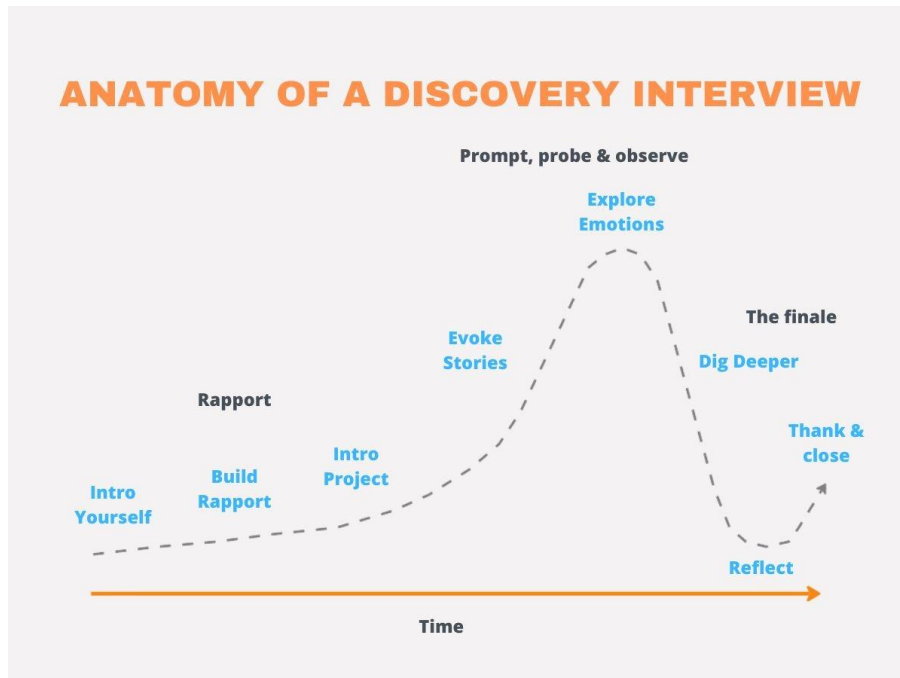 ANATOMY OF A DISCOVERY INTERVIEW
Prompt, probe & observe
Explore
Emotions
The finale
Evoke
Stories
Dig Deeper
Rapport
Thank &
close
Intro
Project
Build
Rapport
Intro
Yourself
Reflect
Time